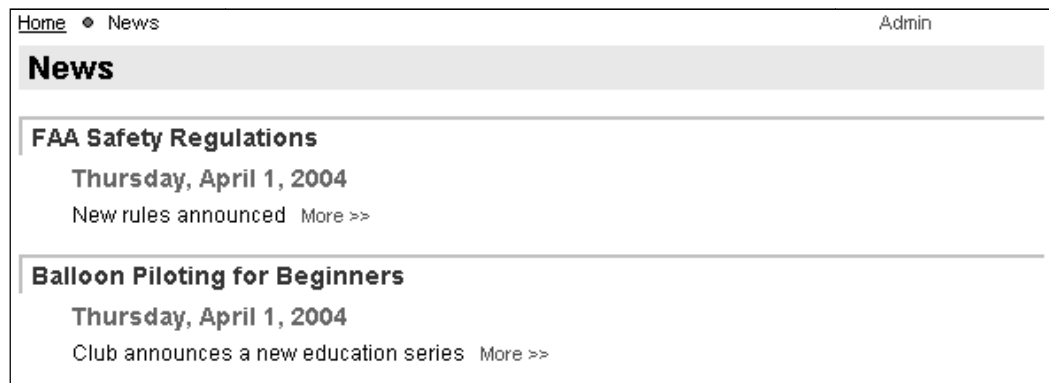 Home • News Admin
News
FAA Safety Regulations
Thursday, April 1, 2004
New rules announced More >>
Balloon Piloting for Beginners
Thursday, April 1, 2004
Club announces a new education series More >>